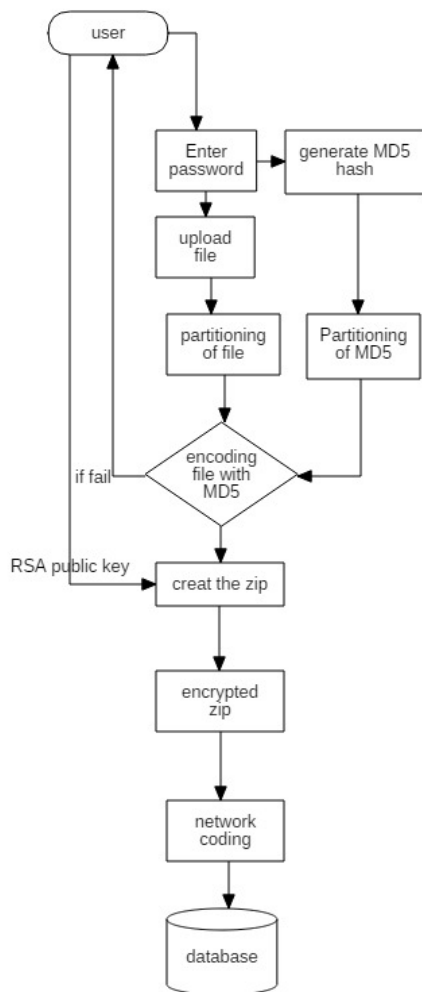 user
Enter
password
generate MD5
hash
upload
file
partitioning
of file
Partitioning
of MD5
encoding
file with
MD5
if fail
RSA public key
creat the zip
encrypted
zip
network
coding
database